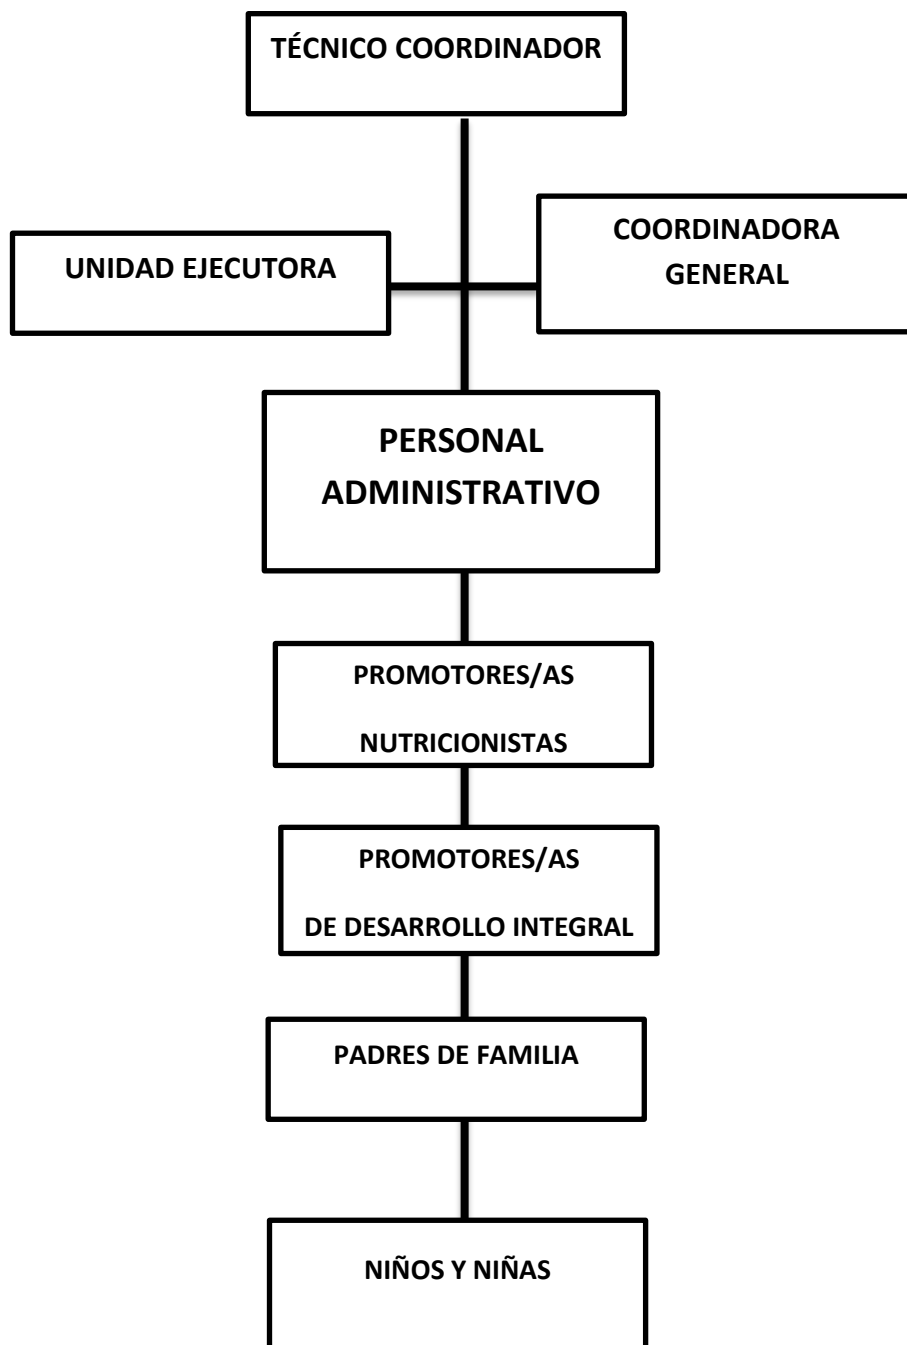 TÉCNICO COORDINADOR
UNIDAD EJECUTORA
COORDINADORA
GENERAL
PERSONAL
ADMINISTRATIVO
PROMOTORES/AS
NUTRICIONISTAS
PROMOTORES/AS
DE DESARROLLO INTEGRAL
PADRES DE FAMILIA
NIÑOS Y NIÑAS